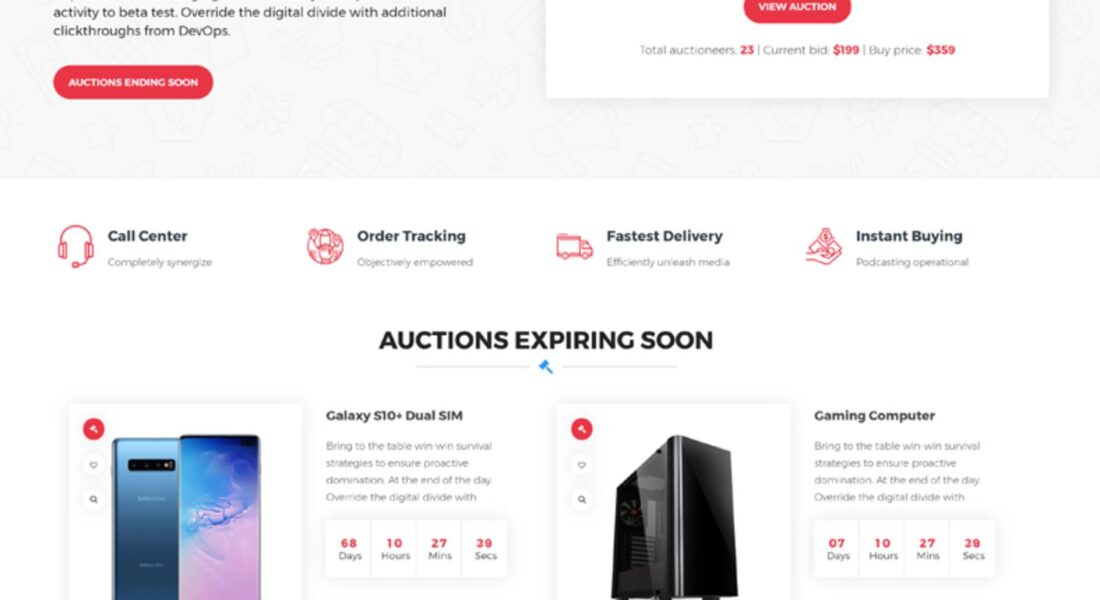 activity to beta test. Override the digital divide with additional
clickthroughs from DevOps.
AUCTIONS ENDING SOON
VIEW AUCTION
Total auctioneers: 23 | Current bid: $199 | Buy price: $359
Call Center
Completely synergize
Order Tracking
Objectively empowered
Fastest Delivery
Efficiently unleash media
Instant Buying
Podcasting operational
AUCTIONS EXPIRING SOON
SAMSUNG
Galaxy S10+ Dual SIM
Bring to the table win-win survival
strategies to ensure proactive
domination. At the end of the day.
Override the digital divide with
68 10 27 39
Days Hours Mins Secs
Gaming Computer
Bring to the table win-win survival
strategies to ensure proactive
domination. At the end of the day
Override the digital divide with
07 10 27 39
Days Hours Mins Secs